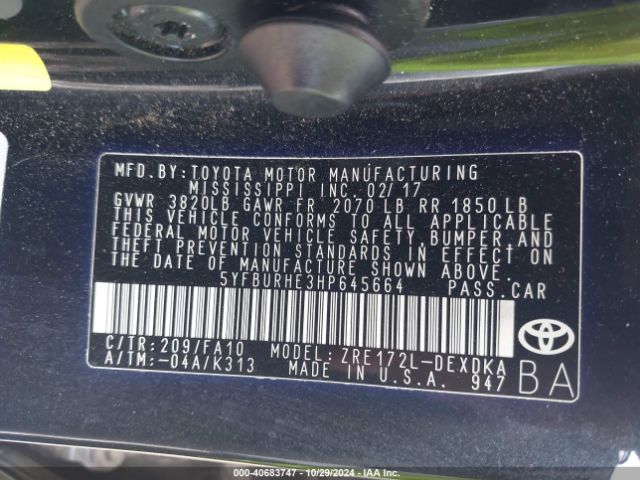 MFD.BY:TOYOTA MOTOR MANUFACTURING
MISSISSIPPI INC. 02/17
GVWR 3820LB GAWR FR 2070 LB RR 1850 LB
THIS VEHICLE CONFORMS TO ALL APPLICABLE
FEDERAL MOTOR VEHICLE SAFETY, BUMPER, AND
THEFT PREVENTION STANDARDS IN EFFECT ON
THE DATE OF MANUFACTURE SHOWN ABOVE.
5YFBURHE3HP645664 PASS.CAR
C/TR:209/FA10 MODEL: ZRE172L-DEXDKA
A/TM:-04A/K313 MADE IN U.S.A. 947
TOYOTA
BA
000-40683747 - 10/29/2024 - IAA Inc.